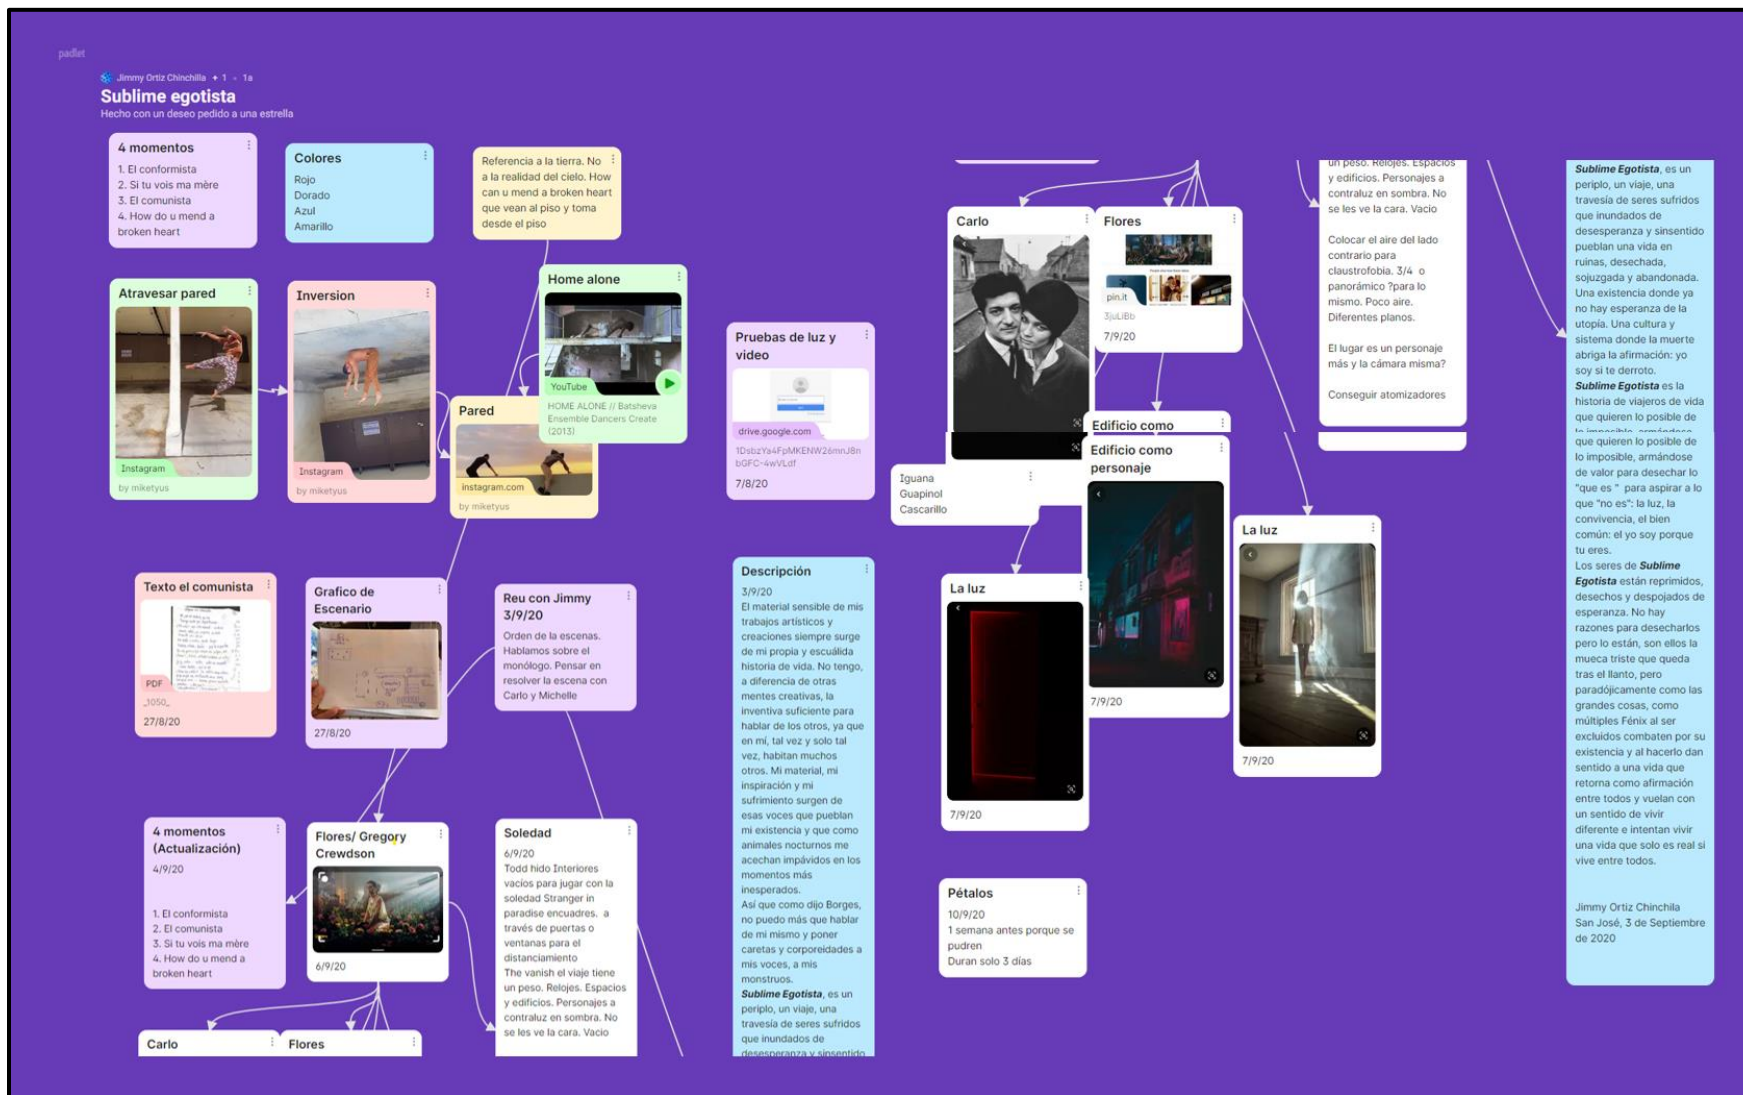 padlet
Jimmy Ortiz Chinchilla + 1 • 1a
Sublime egotista
Hecho con un deseo pedido a una estrella
4 momentos
1. El conformista
2. Si tu vois ma mère
3. El comunista
4. How do u mend a
broken heart
Colores
Rojo
Dorado
Azul
Amarillo
Referencia a la tierra. No
a la realidad del cielo. How
can u mend a broken heart
que vean al piso y toma
desde el piso
Atravesar pared
Instagram
by miketyus
Inversion
Instagram
by miketyus
Home alone
YouTube
HOME ALONE // Batsheva
Ensemble Dancers Create
(2013)
Pared
instagram.com
by miketyus
Pruebas de luz y
video
drive.google.com
1DsbzYa4FpMKENW26mnJ8n
bGFC-4wVLdf
7/8/20
Texto el comunista
PDF
_1050_
27/8/20
Grafico de
Escenario
27/8/20
Reu con Jimmy
3/9/20
Orden de la escenas.
Hablamos sobre el
monólogo. Pensar en
resolver la escena con
Carlo y Michelle
4 momentos
(Actualización)
4/9/20
1. El conformista
2. El comunista
3. Si tu vois ma mère
4. How do u mend a
broken heart
Flores/ Gregory
Crewdson
6/9/20
Soledad
6/9/20
Todd hido Interiores
vacíos para jugar con la
soledad Stranger in
paradise encuadres. a
través de puertas o
ventanas para el
distanciamiento
The vanish el viaje tiene
un peso. Relojes. Espacios
y edificios. Personajes a
contraluz en sombra. No
se les ve la cara. Vacio
Carlo
Flores
Descripción
3/9/20
El material sensible de mis
trabajos artísticos y
creaciones siempre surge
de mi propia y escuálida
historia de vida. No tengo,
a diferencia de otras
mentes creativas, la
inventiva suficiente para
hablar de los otros, ya que
en mí, tal vez y solo tal
vez, habitan muchos
otros. Mi material, mi
inspiración y mi
sufrimiento surgen de
esas voces que pueblan
mi existencia y que como
animales nocturnos me
acechan impávidos en los
momentos más
inesperados.
Así que como dijo Borges,
no puedo más que hablar
de mi mismo y poner
caretas y corporeidades a
mis voces, a mis
monstruos.
Sublime Egotista, es un
periplo, un viaje, una
travesía de seres sufridos
que inundados de
desesperanza y sinsentido
Carlo
Flores
pin.it
3juLiBb
7/9/20
Edificio como
Edificio como
personaje
7/9/20
Iguana
Guapinol
Cascarillo
La luz
7/9/20
La luz
7/9/20
Pétalos
10/9/20
1 semana antes porque se
pudren
Duran solo 3 días
un peso. Relojes. Espacios
y edificios. Personajes a
contraluz en sombra. No
se les ve la cara. Vacio
Colocar el aire del lado
contrario para
claustrofobia. 3/4 o
panorámico ?para lo
mismo. Poco aire.
Diferentes planos.
El lugar es un personaje
más y la cámara misma?
Conseguir atomizadores
Sublime Egotista, es un
periplo, un viaje, una
travesía de seres sufridos
que inundados de
desesperanza y sinsentido
pueblan una vida en
ruinas, desechada,
sojuzgada y abandonada.
Una existencia donde ya
no hay esperanza de la
utopía. Una cultura y
sistema donde la muerte
abriga la afirmación: yo
soy si te derroto.
Sublime Egotista es la
historia de viajeros de vida
que quieren lo posible de
lo imposible, armándose
que quieren lo posible de
lo imposible, armándose
de valor para desechar lo
"que es " para aspirar a lo
que "no es": la luz, la
convivencia, el bien
común: el yo soy porque
tu eres.
Los seres de Sublime
Egotista están reprimidos,
desechos y despojados de
esperanza. No hay
razones para desecharlos
pero lo están, son ellos la
mueca triste que queda
tras el llanto, pero
paradójicamente como las
grandes cosas, como
múltiples Fénix al ser
excluidos combaten por su
existencia y al hacerlo dan
sentido a una vida que
retorna como afirmación
entre todos y vuelan con
un sentido de vivir
diferente e intentan vivir
una vida que solo es real si
vive entre todos.
Jimmy Ortiz Chinchila
San José, 3 de Septiembre
de 2020